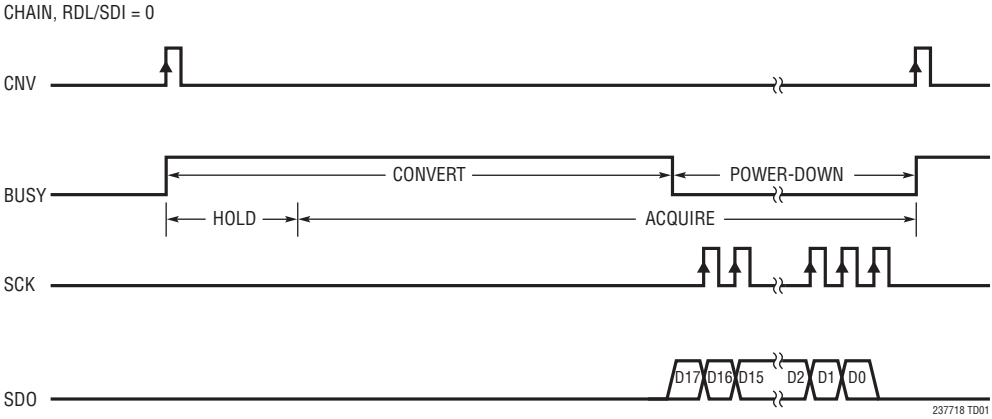 CHAIN, RDL/SDI = 0
CNV
BUSY
CONVERT
POWER-DOWN
HOLD
ACQUIRE
SCK
SDO
D17 D16 D15 D2 D1 D0
237718 TD01